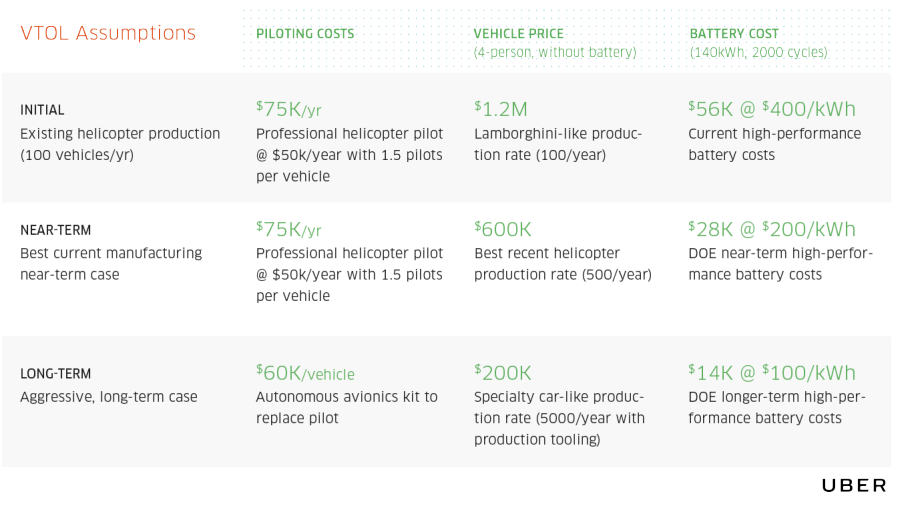 VTOL Assumptions
PILOTING COSTS
VEHICLE PRICE
(4-person, without battery)
BATTERY COST
(140kWh, 2000 cycles)
INITIAL
Existing helicopter production
(100 vehicles/yr)
$75K/yr
Professional helicopter pilot
@ $50k/year with 1.5 pilots
per vehicle
$1.2M
Lamborghini-like produc-
tion rate (100/year)
$56K @ $400/kWh
Current high-performance
battery costs
NEAR-TERM
Best current manufacturing
near-term case
$75K/yr
Professional helicopter pilot
@ $50k/year with 1.5 pilots
per vehicle
$600K
Best recent helicopter
production rate (500/year)
$28K @ $200/kWh
DOE near-term high-perfor-
mance battery costs
LONG-TERM
Aggressive, long-term case
$60K/vehicle
Autonomous avionics kit to
replace pilot
$200K
Specialty car-like produc-
tion rate (5000/year with
production tooling)
$14K @ $100/kWh
DOE longer-term high-per-
formance battery costs
UBER